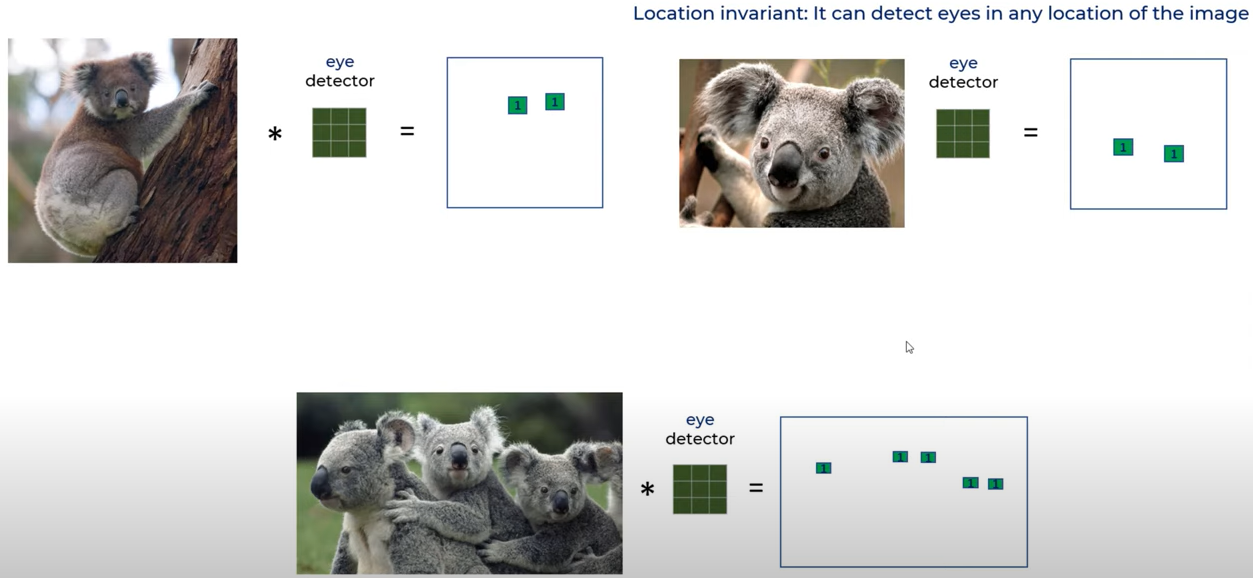 Location invariant: It can detect eyes in any location of the image
eye
detector
*
=
1 1
eye
detector
=
1 1
eye
detector
*
=
1 1 1 1 1